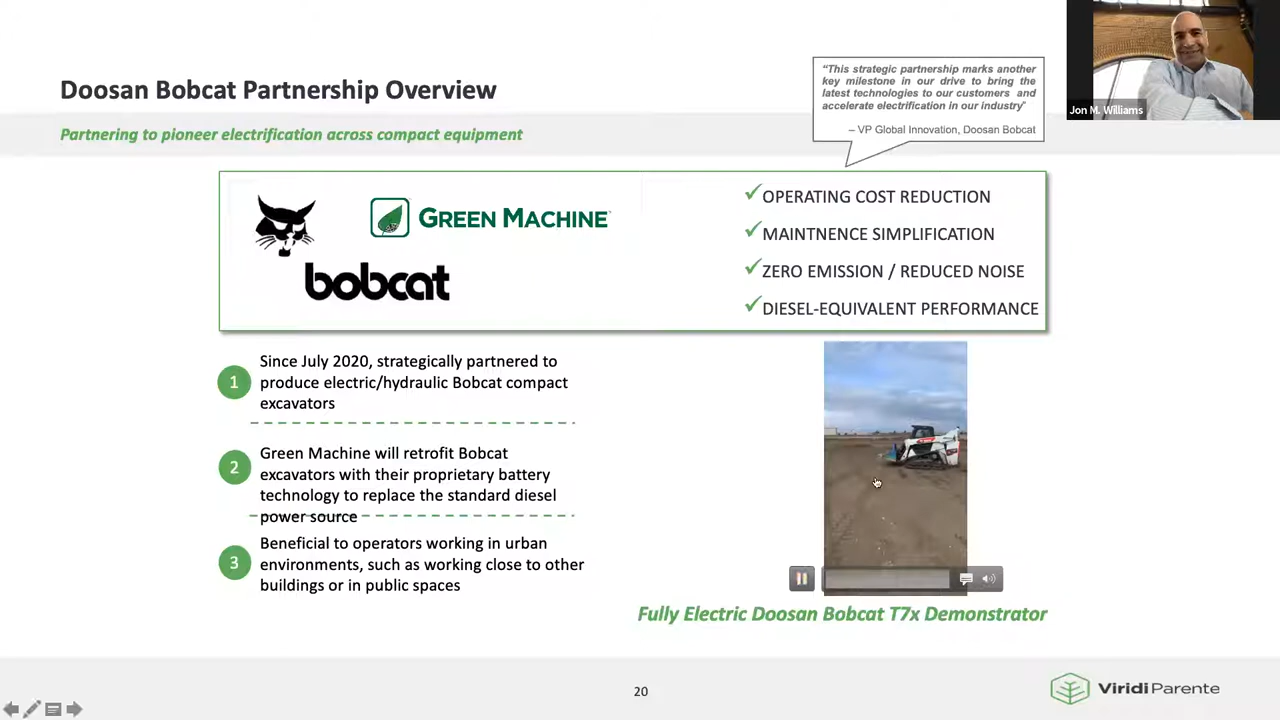 Doosan Bobcat Partnership Overview
Partnering to pioneer electrification across compact equipment
“This strategic partnership marks another
key milestone in our drive to bring the
latest technologies to our customers and
accelerate electrification in our industry”
– VP Global Innovation, Doosan Bobcat
Jon M. Williams
GREEN MACHINE
bobcat
OPERATING COST REDUCTION
MAINTNENCE SIMPLIFICATION
ZERO EMISSION / REDUCED NOISE
DIESEL-EQUIVALENT PERFORMANCE
1
Since July 2020, strategically partnered to
produce electric/hydraulic Bobcat compact
excavators
2
Green Machine will retrofit Bobcat
excavators with their proprietary battery
technology to replace the standard diesel
power source
3
Beneficial to operators working in urban
environments, such as working close to other
buildings or in public spaces
Fully Electric Doosan Bobcat T7x Demonstrator
20
Viridi Parente